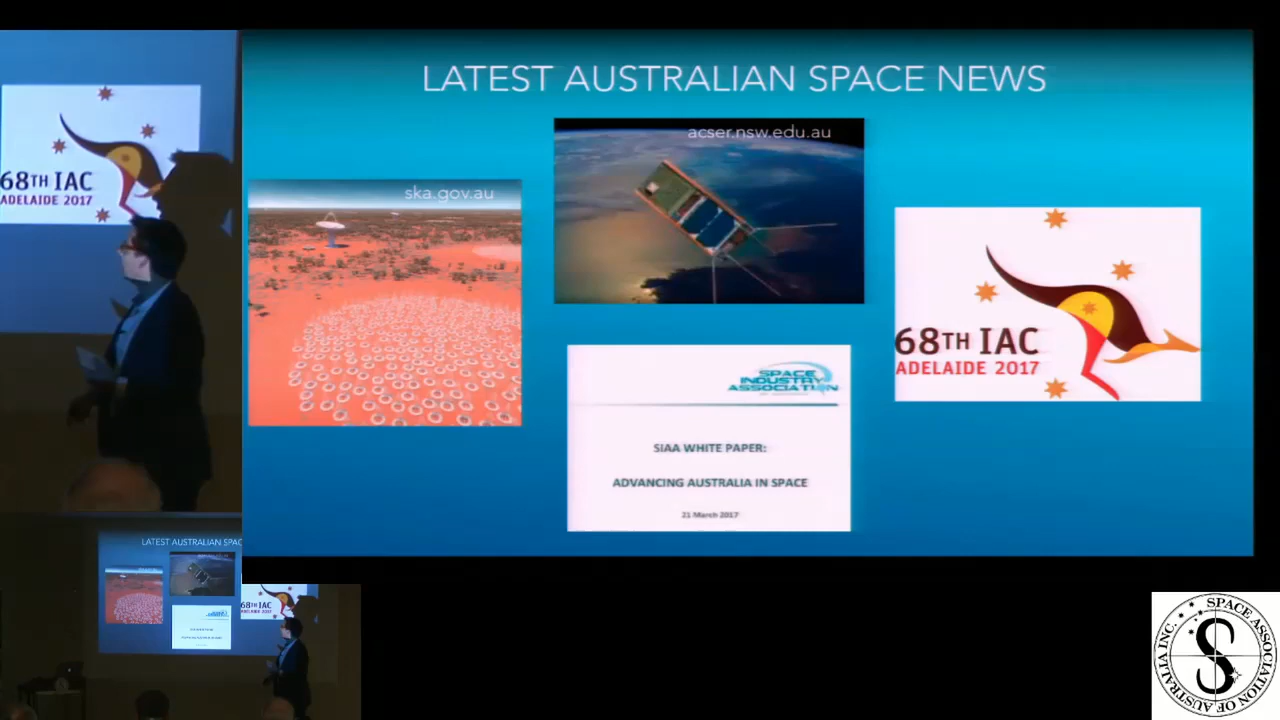 LATEST AUSTRALIAN SPACE NEWS
acser.nsw.edu.au
ska.gov.au
68TH IAC
ADELAIDE 2017
SPACE
INDUSTRY
ASSOCIATION
SIAA WHITE PAPER:
ADVANCING AUSTRALIA IN SPACE
21 March 2017
68TH IAC
ADELAIDE 2017
LATEST AUSTRALIAN SPAC
68TH IAC
SPACE ASSOCIATION OF AUSTRALIA INC.
S